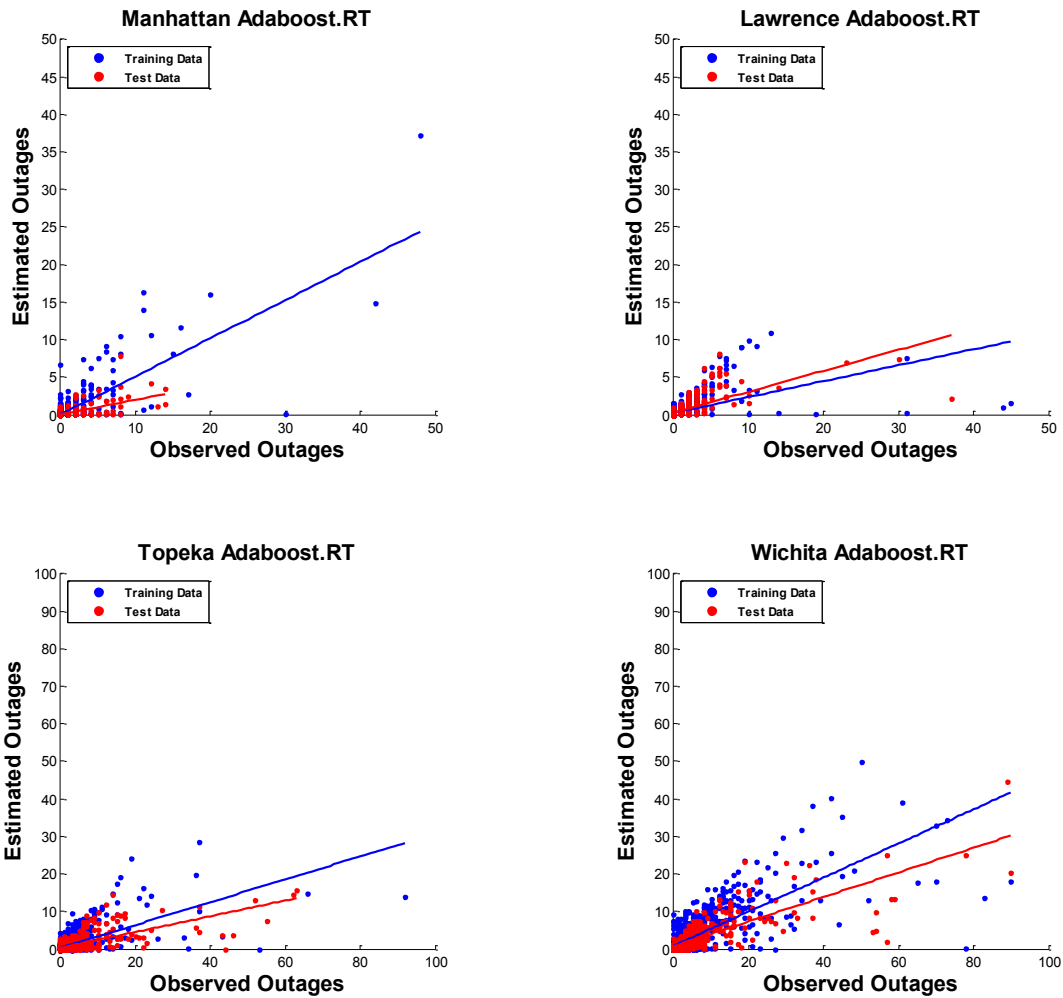 Manhattan Adaboost.RT
50
45
40
35
30
25
20
15
10
5
0
Training Data
Test Data
Estimated Outages
0 10 20 30 40 50
Observed Outages
Lawrence Adaboost.RT
50
45
40
35
30
25
20
15
10
5
0
Training Data
Test Data
Estimated Outages
0 10 20 30 40 50
Observed Outages
Topeka Adaboost.RT
100
90
80
70
60
50
40
30
20
10
0
Training Data
Test Data
Estimated Outages
0 20 40 60 80 100
Observed Outages
Wichita Adaboost.RT
100
90
80
70
60
50
40
30
20
10
0
Training Data
Test Data
Estimated Outages
0 20 40 60 80 100
Observed Outages